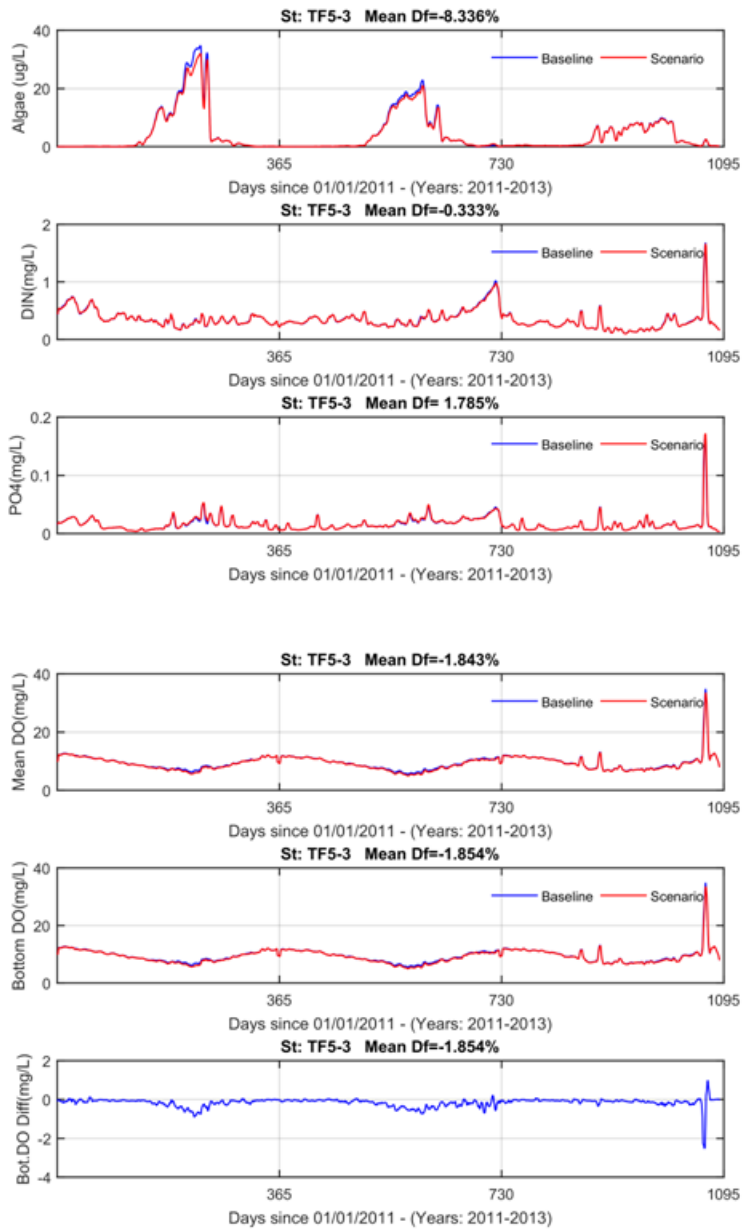 St: TF5-3 Mean Df=-8.336%
40
20
0
Algae (ug/L)
Baseline Scenario
365 730 1095
Days since 01/01/2011 - (Years: 2011-2013)
St: TF5-3 Mean Df=-0.333%
2
1
0
DIN(mg/L)
Baseline Scenario
365 730 1095
Days since 01/01/2011 - (Years: 2011-2013)
St: TF5-3 Mean Df= 1.785%
0.2
0.1
0
PO4(mg/L)
Baseline Scenario
365 730 1095
Days since 01/01/2011 - (Years: 2011-2013)
St: TF5-3 Mean Df=-1.843%
40
20
0
Mean DO(mg/L)
Baseline Scenario
365 730 1095
Days since 01/01/2011 - (Years: 2011-2013)
St: TF5-3 Mean Df=-1.854%
40
20
0
Bottom DO(mg/L)
Baseline Scenario
365 730 1095
Days since 01/01/2011 - (Years: 2011-2013)
St: TF5-3 Mean Df=-1.854%
2
0
-2
-4
Bot.DO Diff(mg/L)
365 730 1095
Days since 01/01/2011 - (Years: 2011-2013)